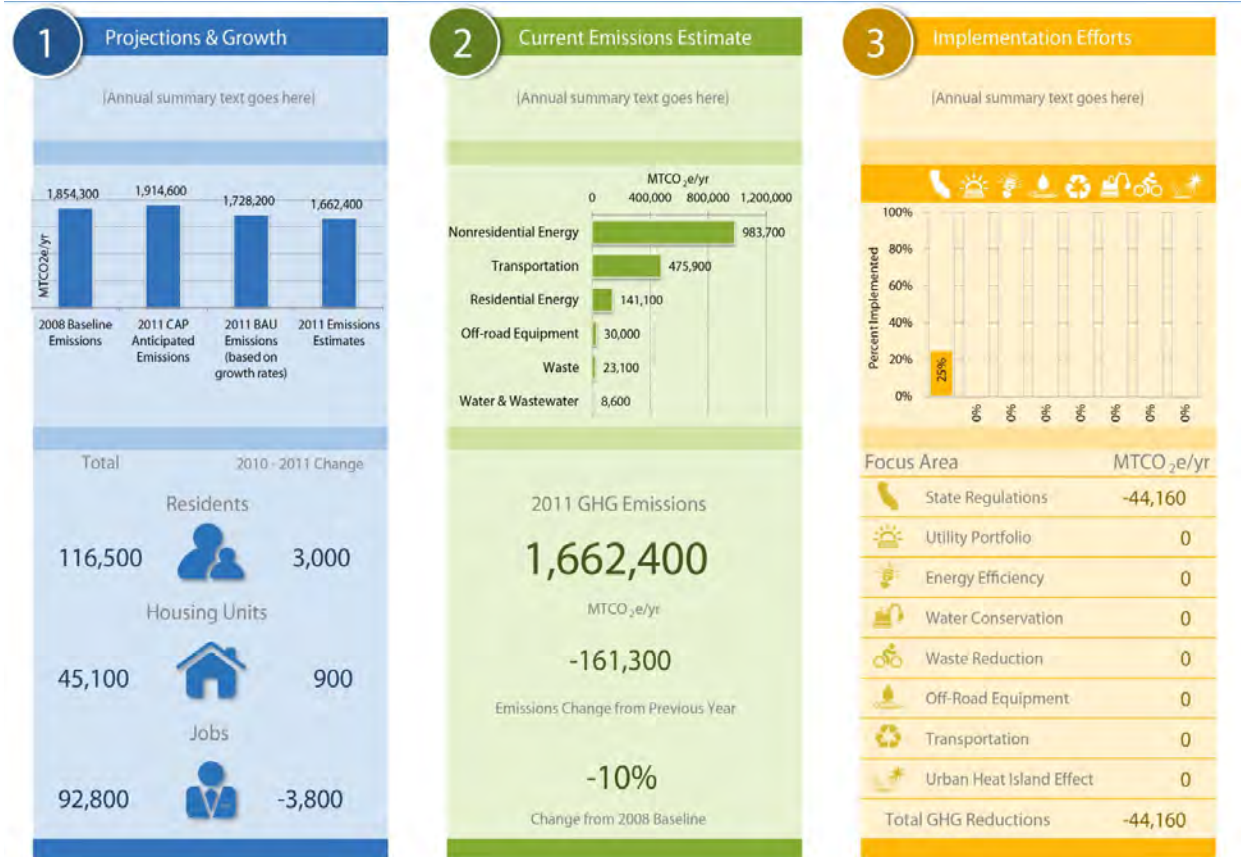 1
Projections & Growth
(Annual summary text goes here)
1,854,300
1,914,600
1,728,200
1,662,400
MTCO2e/yr
2008 Baseline
Emissions
2011 CAP
Anticipated
Emissions
2011 BAU
Emissions
(based on
growth rates)
2011 Emissions
Estimates
Total
2010 - 2011 Change
Residents
116,500
3,000
Housing Units
45,100
900
Jobs
92,800
-3,800
2
Current Emissions Estimate
(Annual summary text goes here)
MTCO2e/yr
0
400,000
800,000
1,200,000
Nonresidential Energy
983,700
Transportation
475,900
Residential Energy
141,100
Off-road Equipment
30,000
Waste
23,100
Water & Wastewater
8,600
2011 GHG Emissions
1,662,400
MTCO2e/yr
-161,300
Emissions Change from Previous Year
-10%
Change from 2008 Baseline
3
Implementation Efforts
(Annual summary text goes here)
Percent Implemented
100%
80%
60%
40%
20%
0%
25%
0%
0%
0%
0%
0%
0%
0%
Focus Area
MTCO2e/yr
State Regulations
-44,160
Utility Portfolio
0
Energy Efficiency
0
Water Conservation
0
Waste Reduction
0
Off-Road Equipment
0
Transportation
0
Urban Heat Island Effect
0
Total GHG Reductions
-44,160